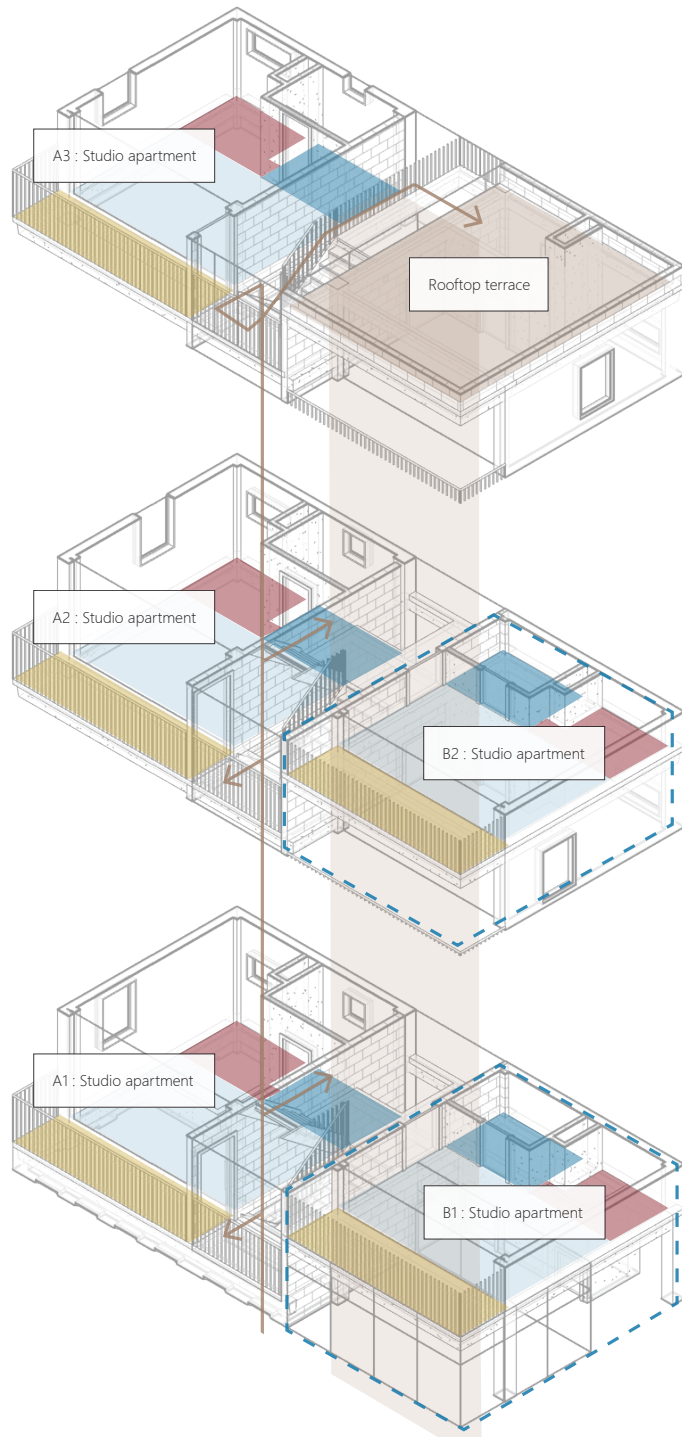 A3 : Studio apartment
Rooftop terrace
A2 : Studio apartment
B2 : Studio apartment
A1 : Studio apartment
B1 : Studio apartment